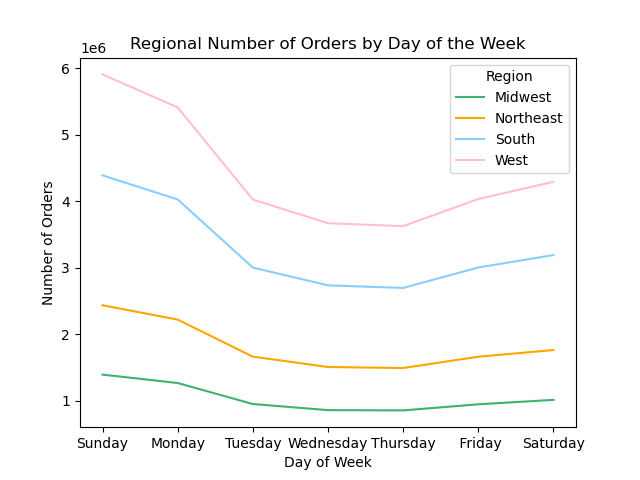 Regional Number of Orders by Day of the Week
1e6
Number of Orders
6
5
4
3
2
1
Region
Midwest
Northeast
South
West
Sunday Monday Tuesday Wednesday Thursday Friday Saturday
Day of Week